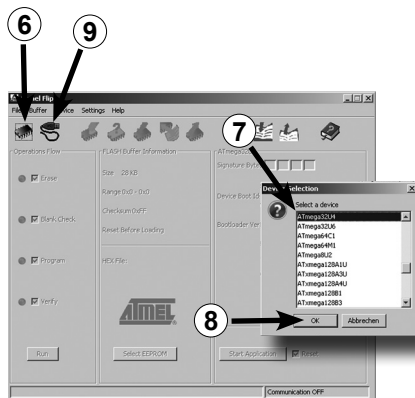 6
9
Atmel Flip
File Buffer Device Settings Help
7
Operations Flow
FLASH Buffer Information
Signature Bytes
Erase
Size 28 KB
Device Selection
Range 0x0 - 0x0
Select a device
Device Boot
Blank Check
Checksum 0xFF
ATmega32U4
Bootloader Ver
Reset Before Loading
ATmega32U6
ATmega64C1
ATmega64M1
Program
HEX File:
ATmega8U2
ATxmega128A1U
ATxmega128A3U
ATxmega128A4U
Verify
ATMEL
ATxmega128B1
ATxmega128B3
8
OK
Abbrechen
Run
Select EEPROM
Start Application
Reset
Communication OFF